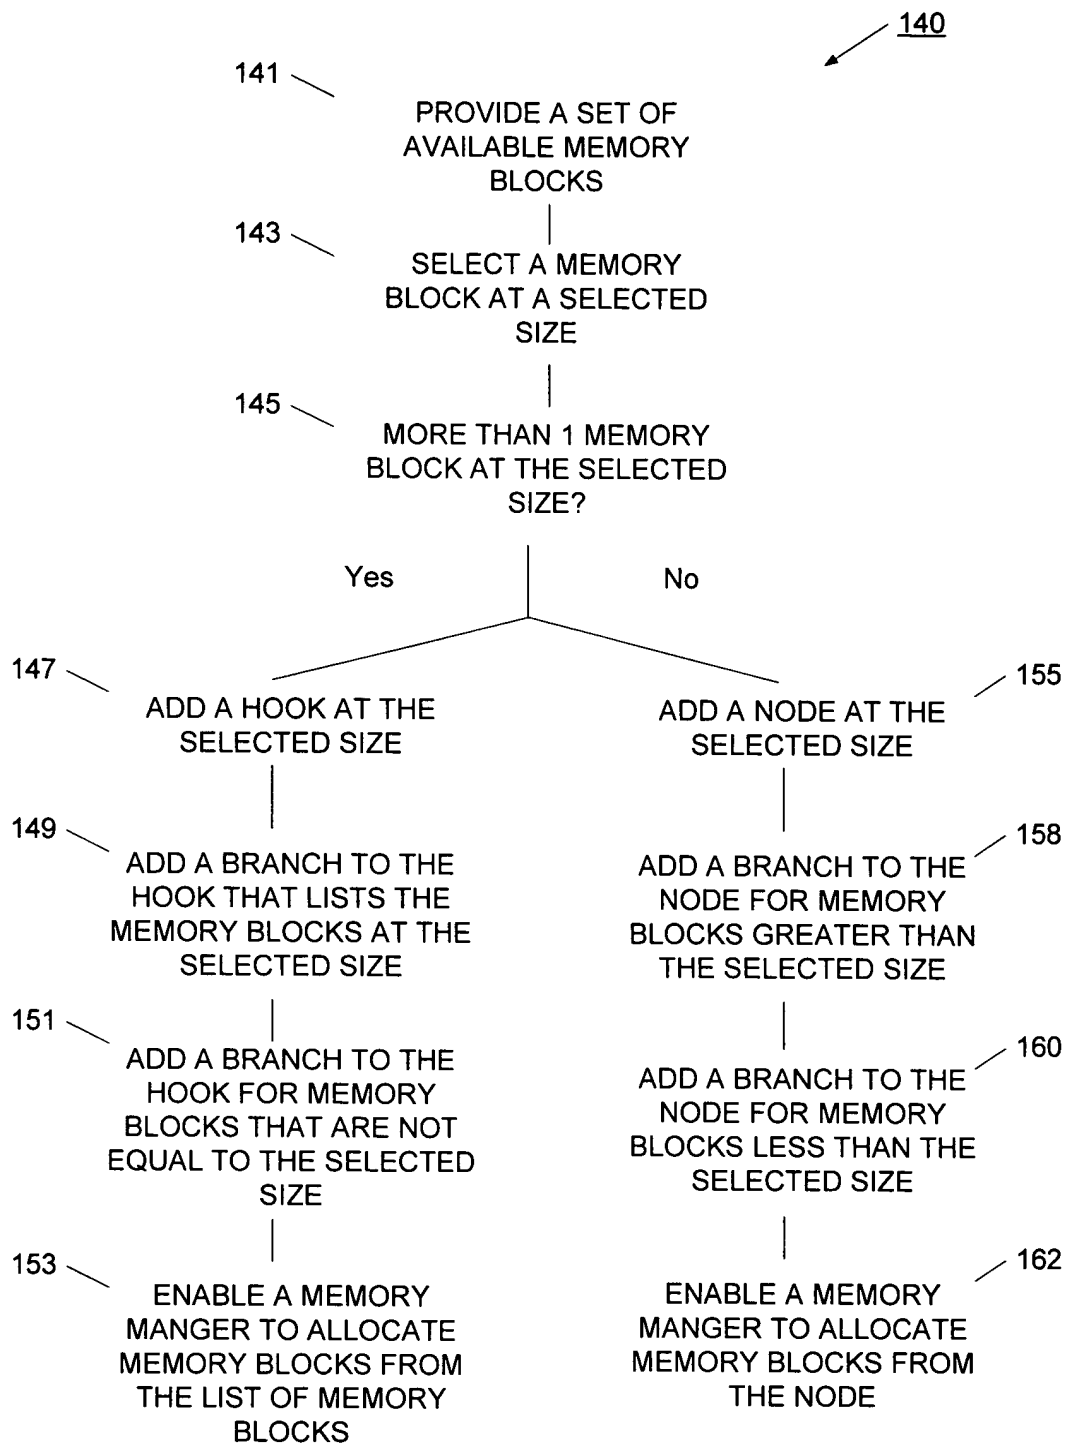 140
141
PROVIDE A SET OF
AVAILABLE MEMORY
BLOCKS
143
SELECT A MEMORY
BLOCK AT A SELECTED
SIZE
145
MORE THAN 1 MEMORY
BLOCK AT THE SELECTED
SIZE?
Yes
No
147
ADD A HOOK AT THE
SELECTED SIZE
149
ADD A BRANCH TO THE
HOOK THAT LISTS THE
MEMORY BLOCKS AT THE
SELECTED SIZE
151
ADD A BRANCH TO THE
HOOK FOR MEMORY
BLOCKS THAT ARE NOT
EQUAL TO THE SELECTED
SIZE
153
ENABLE A MEMORY
MANGER TO ALLOCATE
MEMORY BLOCKS FROM
THE LIST OF MEMORY
BLOCKS
155
ADD A NODE AT THE
SELECTED SIZE
158
ADD A BRANCH TO THE
NODE FOR MEMORY
BLOCKS GREATER THAN
THE SELECTED SIZE
160
ADD A BRANCH TO THE
NODE FOR MEMORY
BLOCKS LESS THAN THE
SELECTED SIZE
162
ENABLE A MEMORY
MANGER TO ALLOCATE
MEMORY BLOCKS FROM
THE NODE